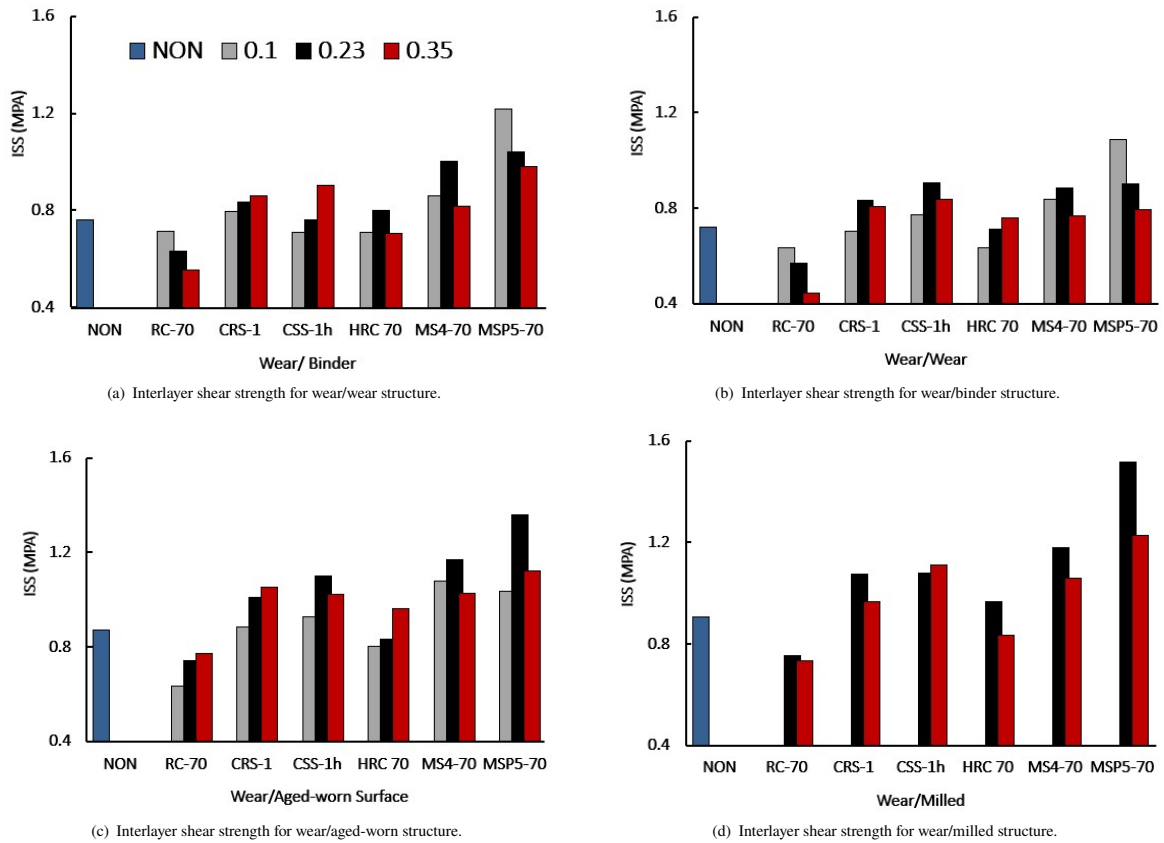 1.6
1.2
0.8
0.4
ISS (MPA)
NON 0.1 0.23 0.35
NON RC-70 CRS-1 CSS-1h HRC 70 MS4-70 MSP5-70
Wear/ Binder
(a) Interlayer shear strength for wear/wear structure.
1.6
1.2
0.8
0.4
ISS (MPA)
NON RC-70 CRS-1 CSS-1h HRC 70 MS4-70 MSP5-70
Wear/Wear
(b) Interlayer shear strength for wear/binder structure.
1.6
1.2
0.8
0.4
ISS (MPA)
NON RC-70 CRS-1 CSS-1h HRC 70 MS4-70 MSP5-70
Wear/Aged-worn Surface
(c) Interlayer shear strength for wear/aged-worn structure.
1.6
1.2
0.8
0.4
ISS (MPA)
NON RC-70 CRS-1 CSS-1h HRC 70 MS4-70 MSP5-70
Wear/Milled
(d) Interlayer shear strength for wear/milled structure.